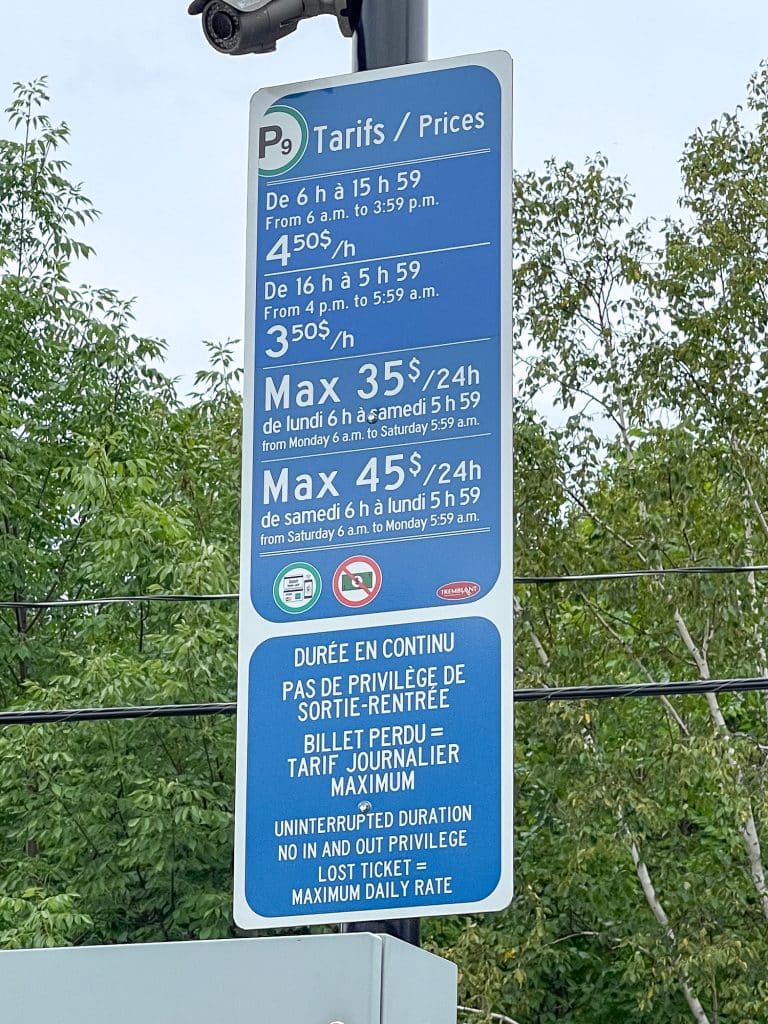 P9 Tarifs / Prices
De 6 h à 15 h 59
From 6 a.m. to 3:59 p.m.
4 50$/h
De 16 h à 5 h 59
From 4 p.m. to 5:59 a.m.
3 50$/h
Max 35$/24h
de lundi 6 h à samedi 5 h 59
from Monday 6 a.m. to Saturday 5:59 a.m.
Max 45$/24h
de samedi 6 h à lundi 5 h 59
from Saturday 6 a.m. to Monday 5:59 a.m.
TREMBLANT
DURÉE EN CONTINU
PAS DE PRIVILÈGE DE
SORTIE-RENTRÉE
BILLET PERDU =
TARIF JOURNALIER
MAXIMUM
UNINTERRUPTED DURATION
NO IN AND OUT PRIVILEGE
LOST TICKET =
MAXIMUM DAILY RATE